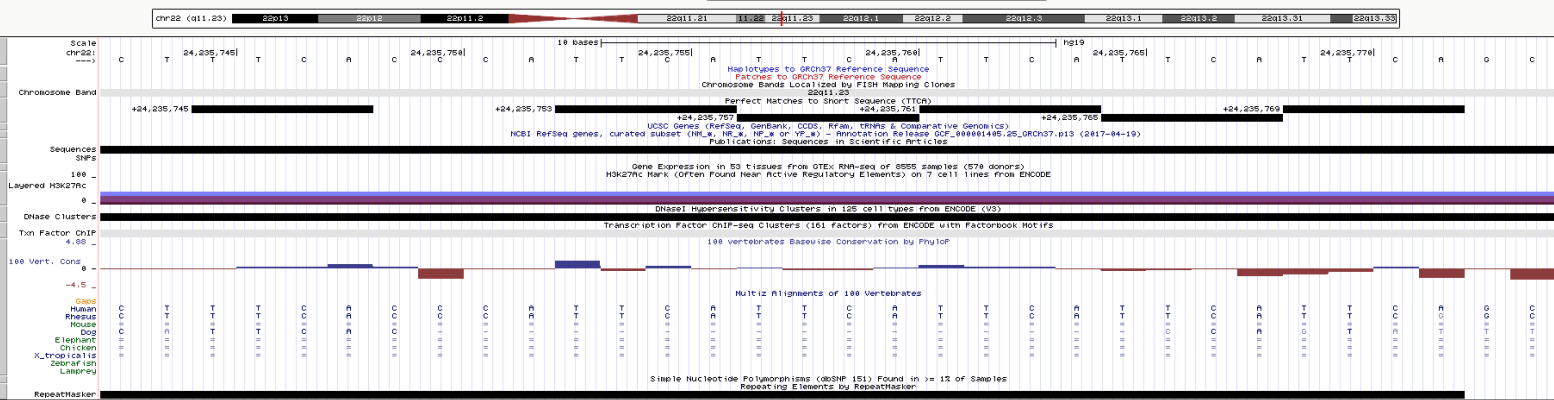 chr22 (q11.23) 22p13 22p12 22p11.2 22q11.21 11.22 22q11.23 22q12.1 22q12.2 22q12.3 22q13.1 22q13.2 22q13.31 22q13.33
Scale 10 bases hg19
chr22: 24,235,745 24,235,750 24,235,755 24,235,760 24,235,765 24,235,770
---> C T T T C A C C C A T T C A T T C A T T C A T T C A T T C A G C
Haplotypes to GRCh37 Reference Sequence
Patches to GRCh37 Reference Sequence
Chromosome Bands Localized by FISH Mapping Clones
Chromosome Band 22q11.23
Perfect Matches to Short Sequence (TTCA)
+24,235,745 +24,235,753 +24,235,761 +24,235,769
+24,235,757 +24,235,765
UCSC Genes (RefSeq, GenBank, CCDS, Rfam, tRNAs & Comparative Genomics)
NCBI RefSeq genes, curated subset (NM_*, NR_*, NP_* or YP_*) - Annotation Release GCF_000001405.25_GRCh37.p13 (2017-04-19)
Publications: Sequences in Scientific Articles
Sequences
SNPs
Gene Expression in 53 tissues from GTEx RNA-seq of 8555 samples (570 donors)
H3K27Ac Mark (Often Found Near Active Regulatory Elements) on 7 cell lines from ENCODE
100 _
Layered H3K27Ac
0 _
DNaseI Hypersensitivity Clusters in 125 cell types from ENCODE (V3)
DNase Clusters
Transcription Factor ChIP-seq Clusters (161 factors) from ENCODE with Factorbook Motifs
Txn Factor ChIP
100 vertebrates Basewise Conservation by PhyloP
4.88 _
100 Vert. Cons
0 -
-4.5 _
Multiz Alignments of 100 Vertebrates
Gaps
Human C T T T C A C C C A T T C A T T C A T T C A T T C A T T C A G C
Rhesus C T T T C A C C C A T T C A T T C A T T C A T T C A T T C G G C
Mouse = = = = = = = = = = = = = = = = = = = = = = = = = = = = = = = =
Dog C A T T C A C - - - - - - - - - - - - - - - - C C A G T A T T T
Elephant = = = = = = = = = = = = = = = = = = = = = = = = = = = = = = = =
Chicken = = = = = = = = = = = = = = = = = = = = = = = = = = = = = = = =
X_tropicalis = = = = = = = = = = = = = = = = = = = = = = = = = = = = = = = =
Zebrafish
Lamprey
Simple Nucleotide Polymorphisms (dbSNP 151) Found in >= 1% of Samples
Repeating Elements by RepeatMasker
RepeatMasker